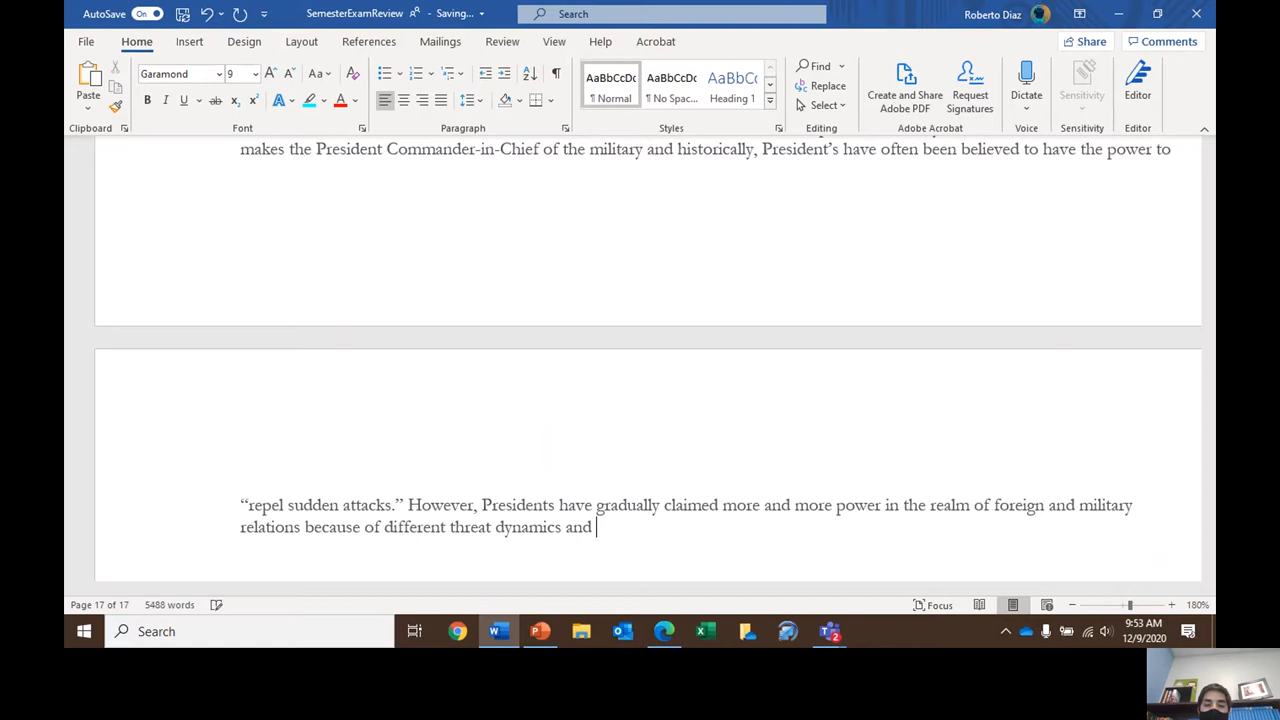 AutoSave On SemesterExamReview Saving... Search Roberto Diaz
File Home Insert Design Layout References Mailings Review View Help Acrobat Share Comments
Garamond 9 Aa AaBbCcDc AaBbCcDc AaBbC Find
Paste B I U ab x₂ x² A A Normal No Spac... Heading 1 Replace Select Create and Share Adobe PDF Request Signatures Dictate Sensitivity Editor
Clipboard Font Paragraph Styles Editing Adobe Acrobat Voice Sensitivity Editor
makes the President Commander-in-Chief of the military and historically, President’s have often been believed to have the power to
“repel sudden attacks.” However, Presidents have gradually claimed more and more power in the realm of foreign and military
relations because of different threat dynamics and
Page 17 of 17 5488 words Focus 180%
Search 2 9:53 AM
12/9/2020